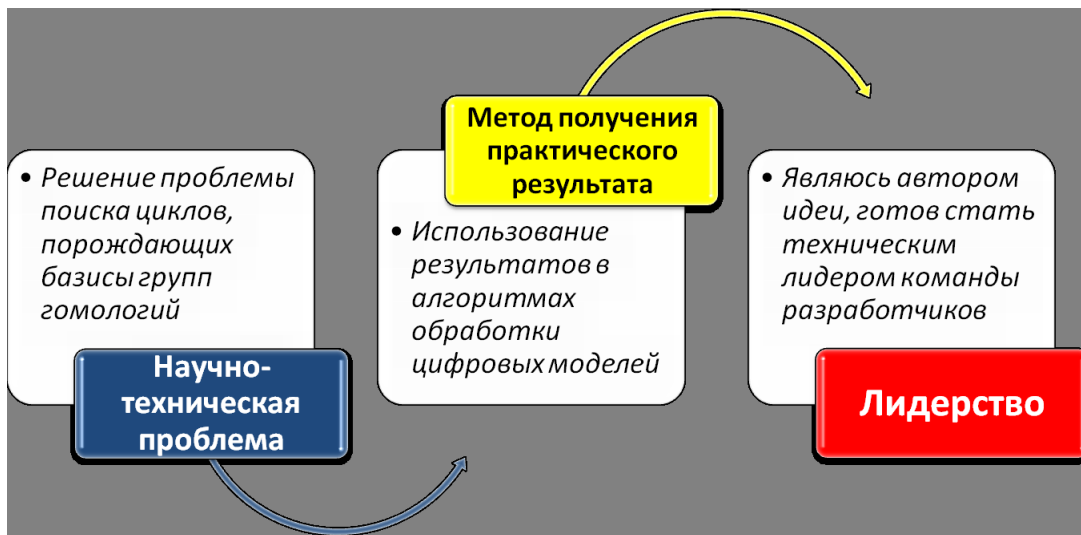 • Решение проблемы
поиска циклов,
порождающих
базисы групп
гомологий
Научно-
техническая
проблема
Метод получения
практического
результата
• Использование
результатов в
алгоритмах
обработки
цифровых моделей
• Являюсь автором
идеи, готов стать
техническим
лидером команды
разработчиков
Лидерство